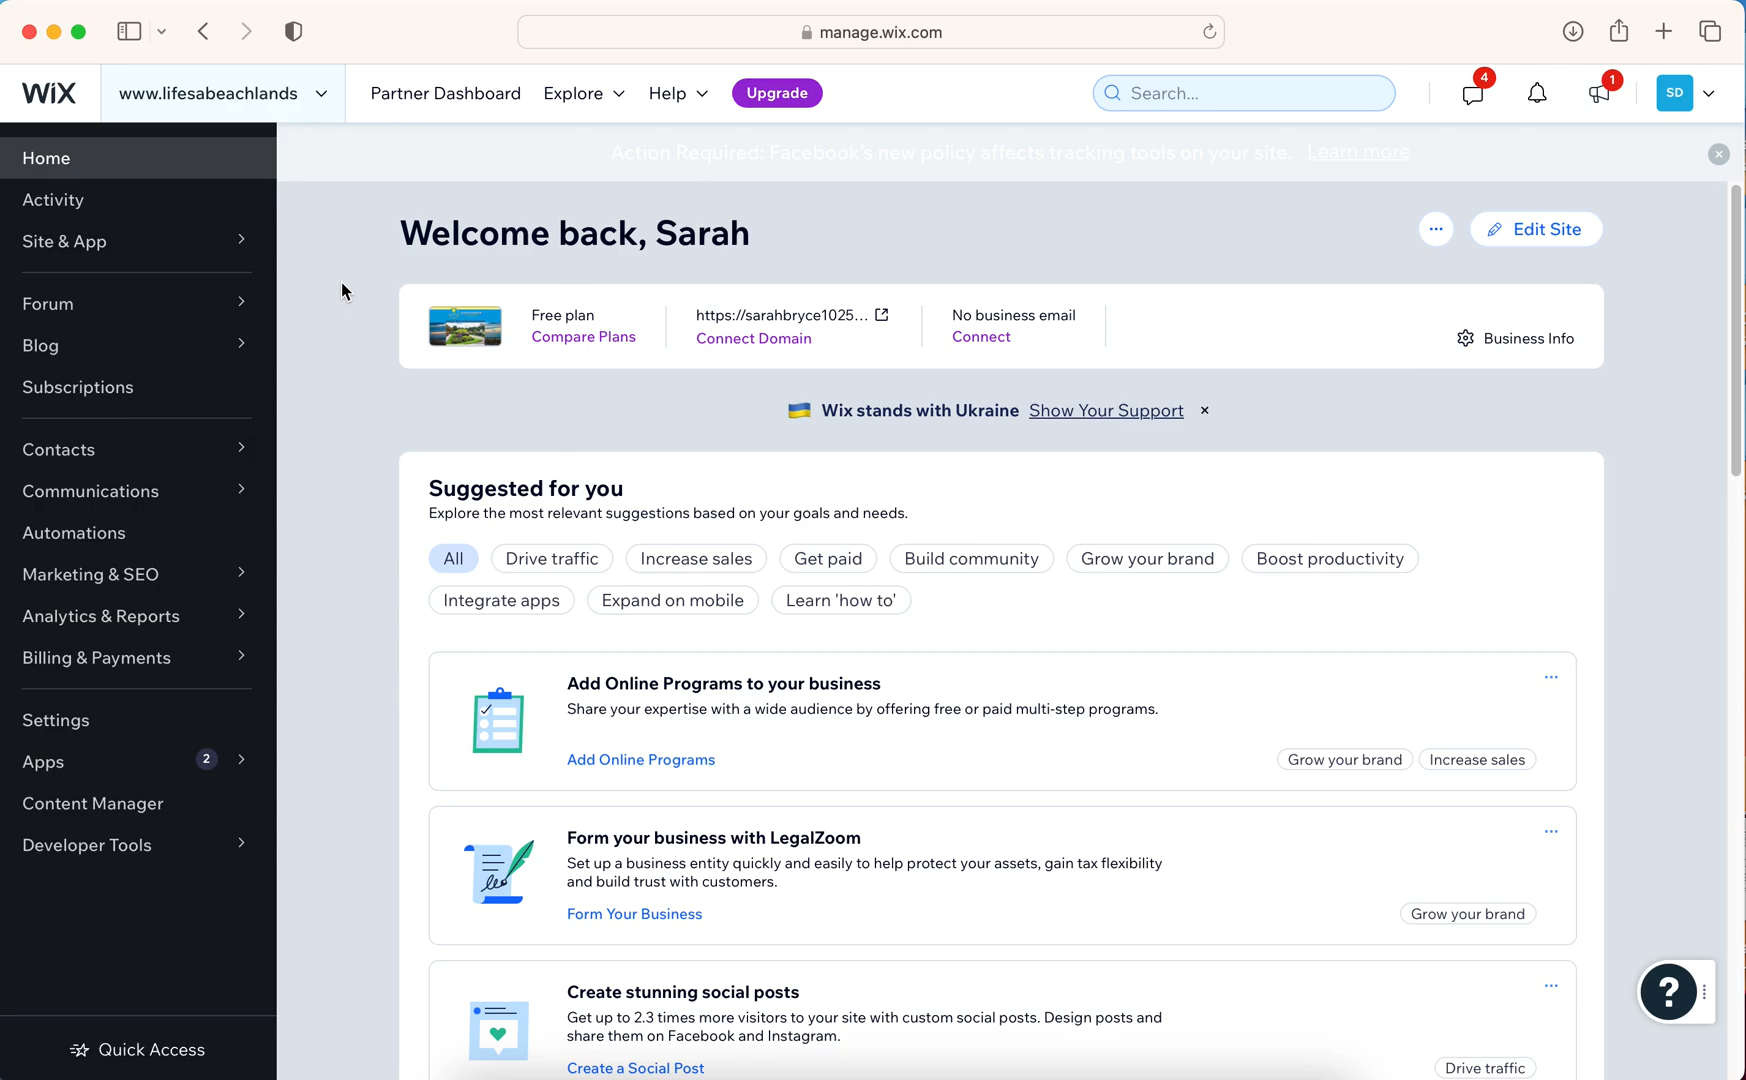 manage.wix.com
WiX
www.lifesabeachlands
Partner Dashboard
Explore
Help
Upgrade
Search...
4
1
SD
Home
Activity
Site & App
Forum
Blog
Subscriptions
Contacts
Communications
Automations
Marketing & SEO
Analytics & Reports
Billing & Payments
Settings
Apps
2
Content Manager
Developer Tools
Quick Access
Action Required: Facebook's new policy affects tracking tools on your site. Learn more
Welcome back, Sarah
Edit Site
Free plan
Compare Plans
https://sarahbryce1025...
Connect Domain
No business email
Connect
Business Info
Wix stands with Ukraine Show Your Support
Suggested for you
Explore the most relevant suggestions based on your goals and needs.
All
Drive traffic
Increase sales
Get paid
Build community
Grow your brand
Boost productivity
Integrate apps
Expand on mobile
Learn 'how to'
Add Online Programs to your business
Share your expertise with a wide audience by offering free or paid multi-step programs.
Add Online Programs
Grow your brand
Increase sales
Form your business with LegalZoom
Set up a business entity quickly and easily to help protect your assets, gain tax flexibility
and build trust with customers.
Form Your Business
Grow your brand
Create stunning social posts
Get up to 2.3 times more visitors to your site with custom social posts. Design posts and
share them on Facebook and Instagram.
Create a Social Post
Drive traffic
?